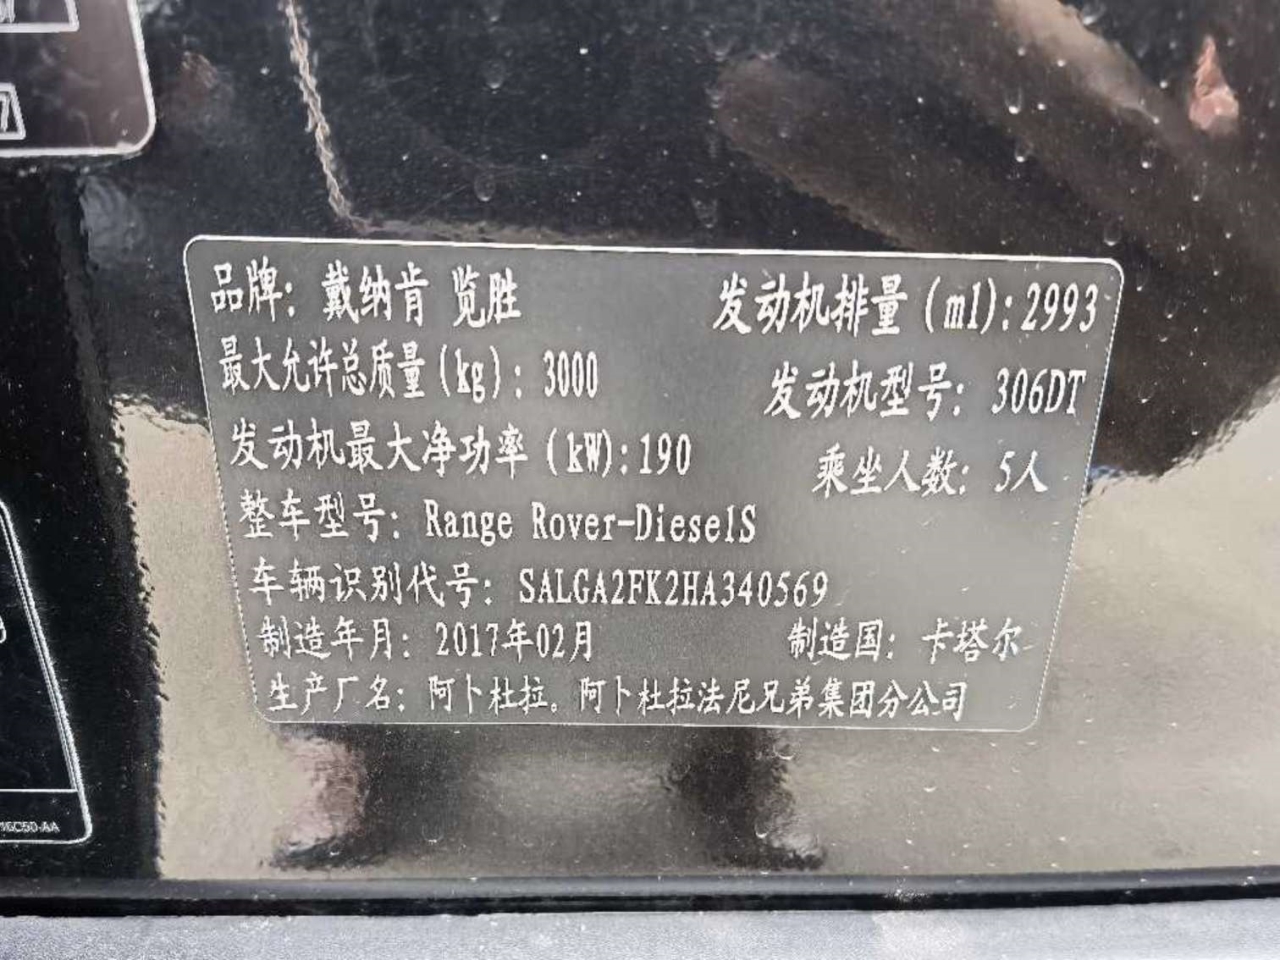 7
品牌：戴纳肯 览胜 发动机排量(ml):2993
最大允许总质量(kg): 3000 发动机型号：306DT
发动机最大净功率(kW):190 乘坐人数：5人
整车型号：Range Rover-DieselS
车辆识别代号：SALGA2FK2HA340569
制造年月：2017年02月 制造国：卡塔尔
生产厂名：阿卜杜拉。阿卜杜拉法尼兄弟集团分公司